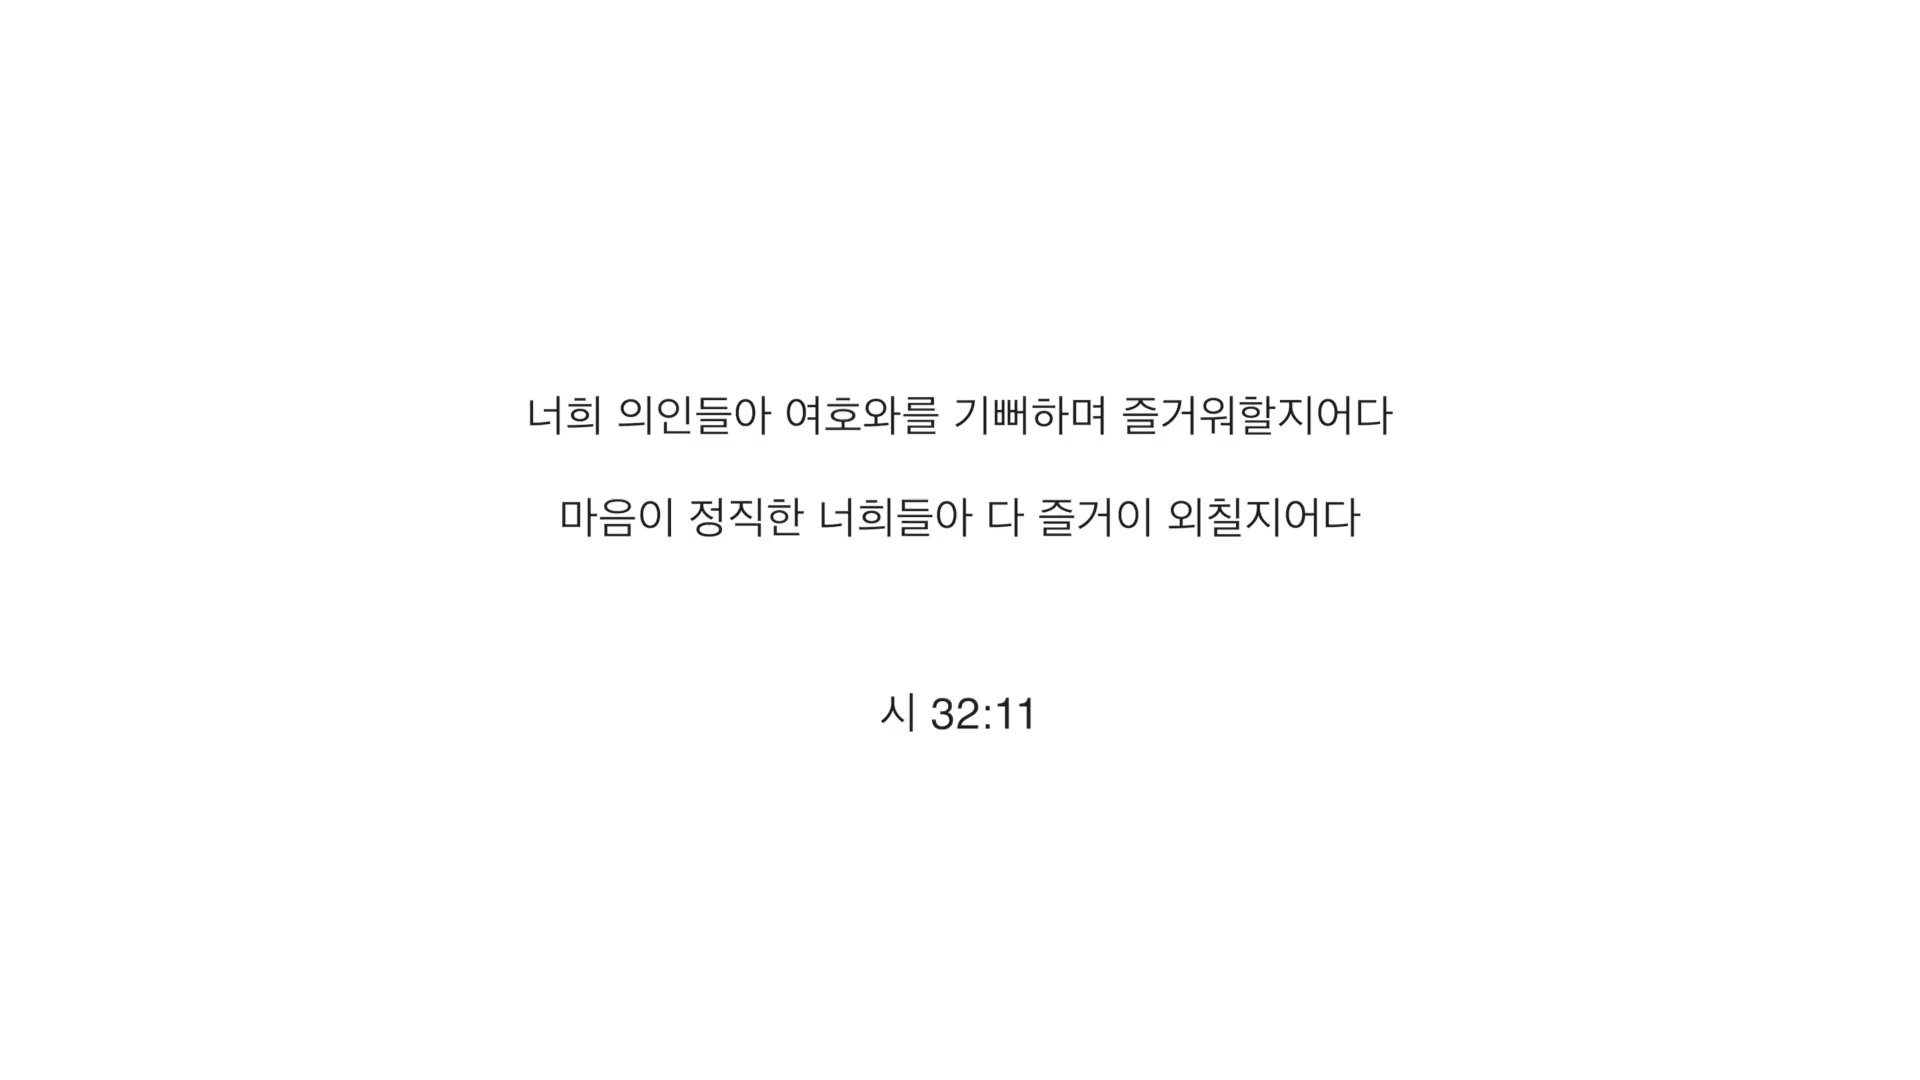 너희 의인들아 여호와를 기뻐하며 즐거워할지어다
마음이 정직한 너희들아 다 즐거이 외칠지어다
시 32:11